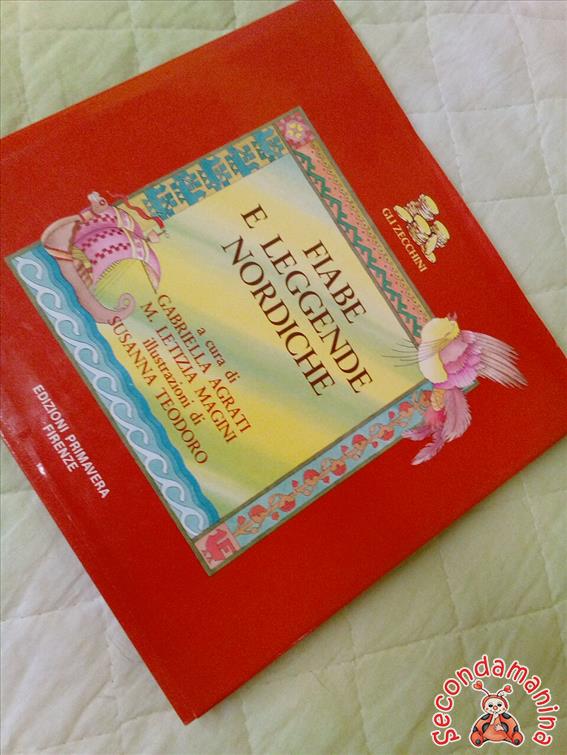 GLI ZECCHINI
FIABE
E LEGGENDE
NORDICHE
a cura di
GABRIELLA AGRATI
M. LETIZIA MAGINI
illustrazioni di
SUSANNA TEODORO
EDIZIONI PRIMAVERA
FIRENZE
secondamanina